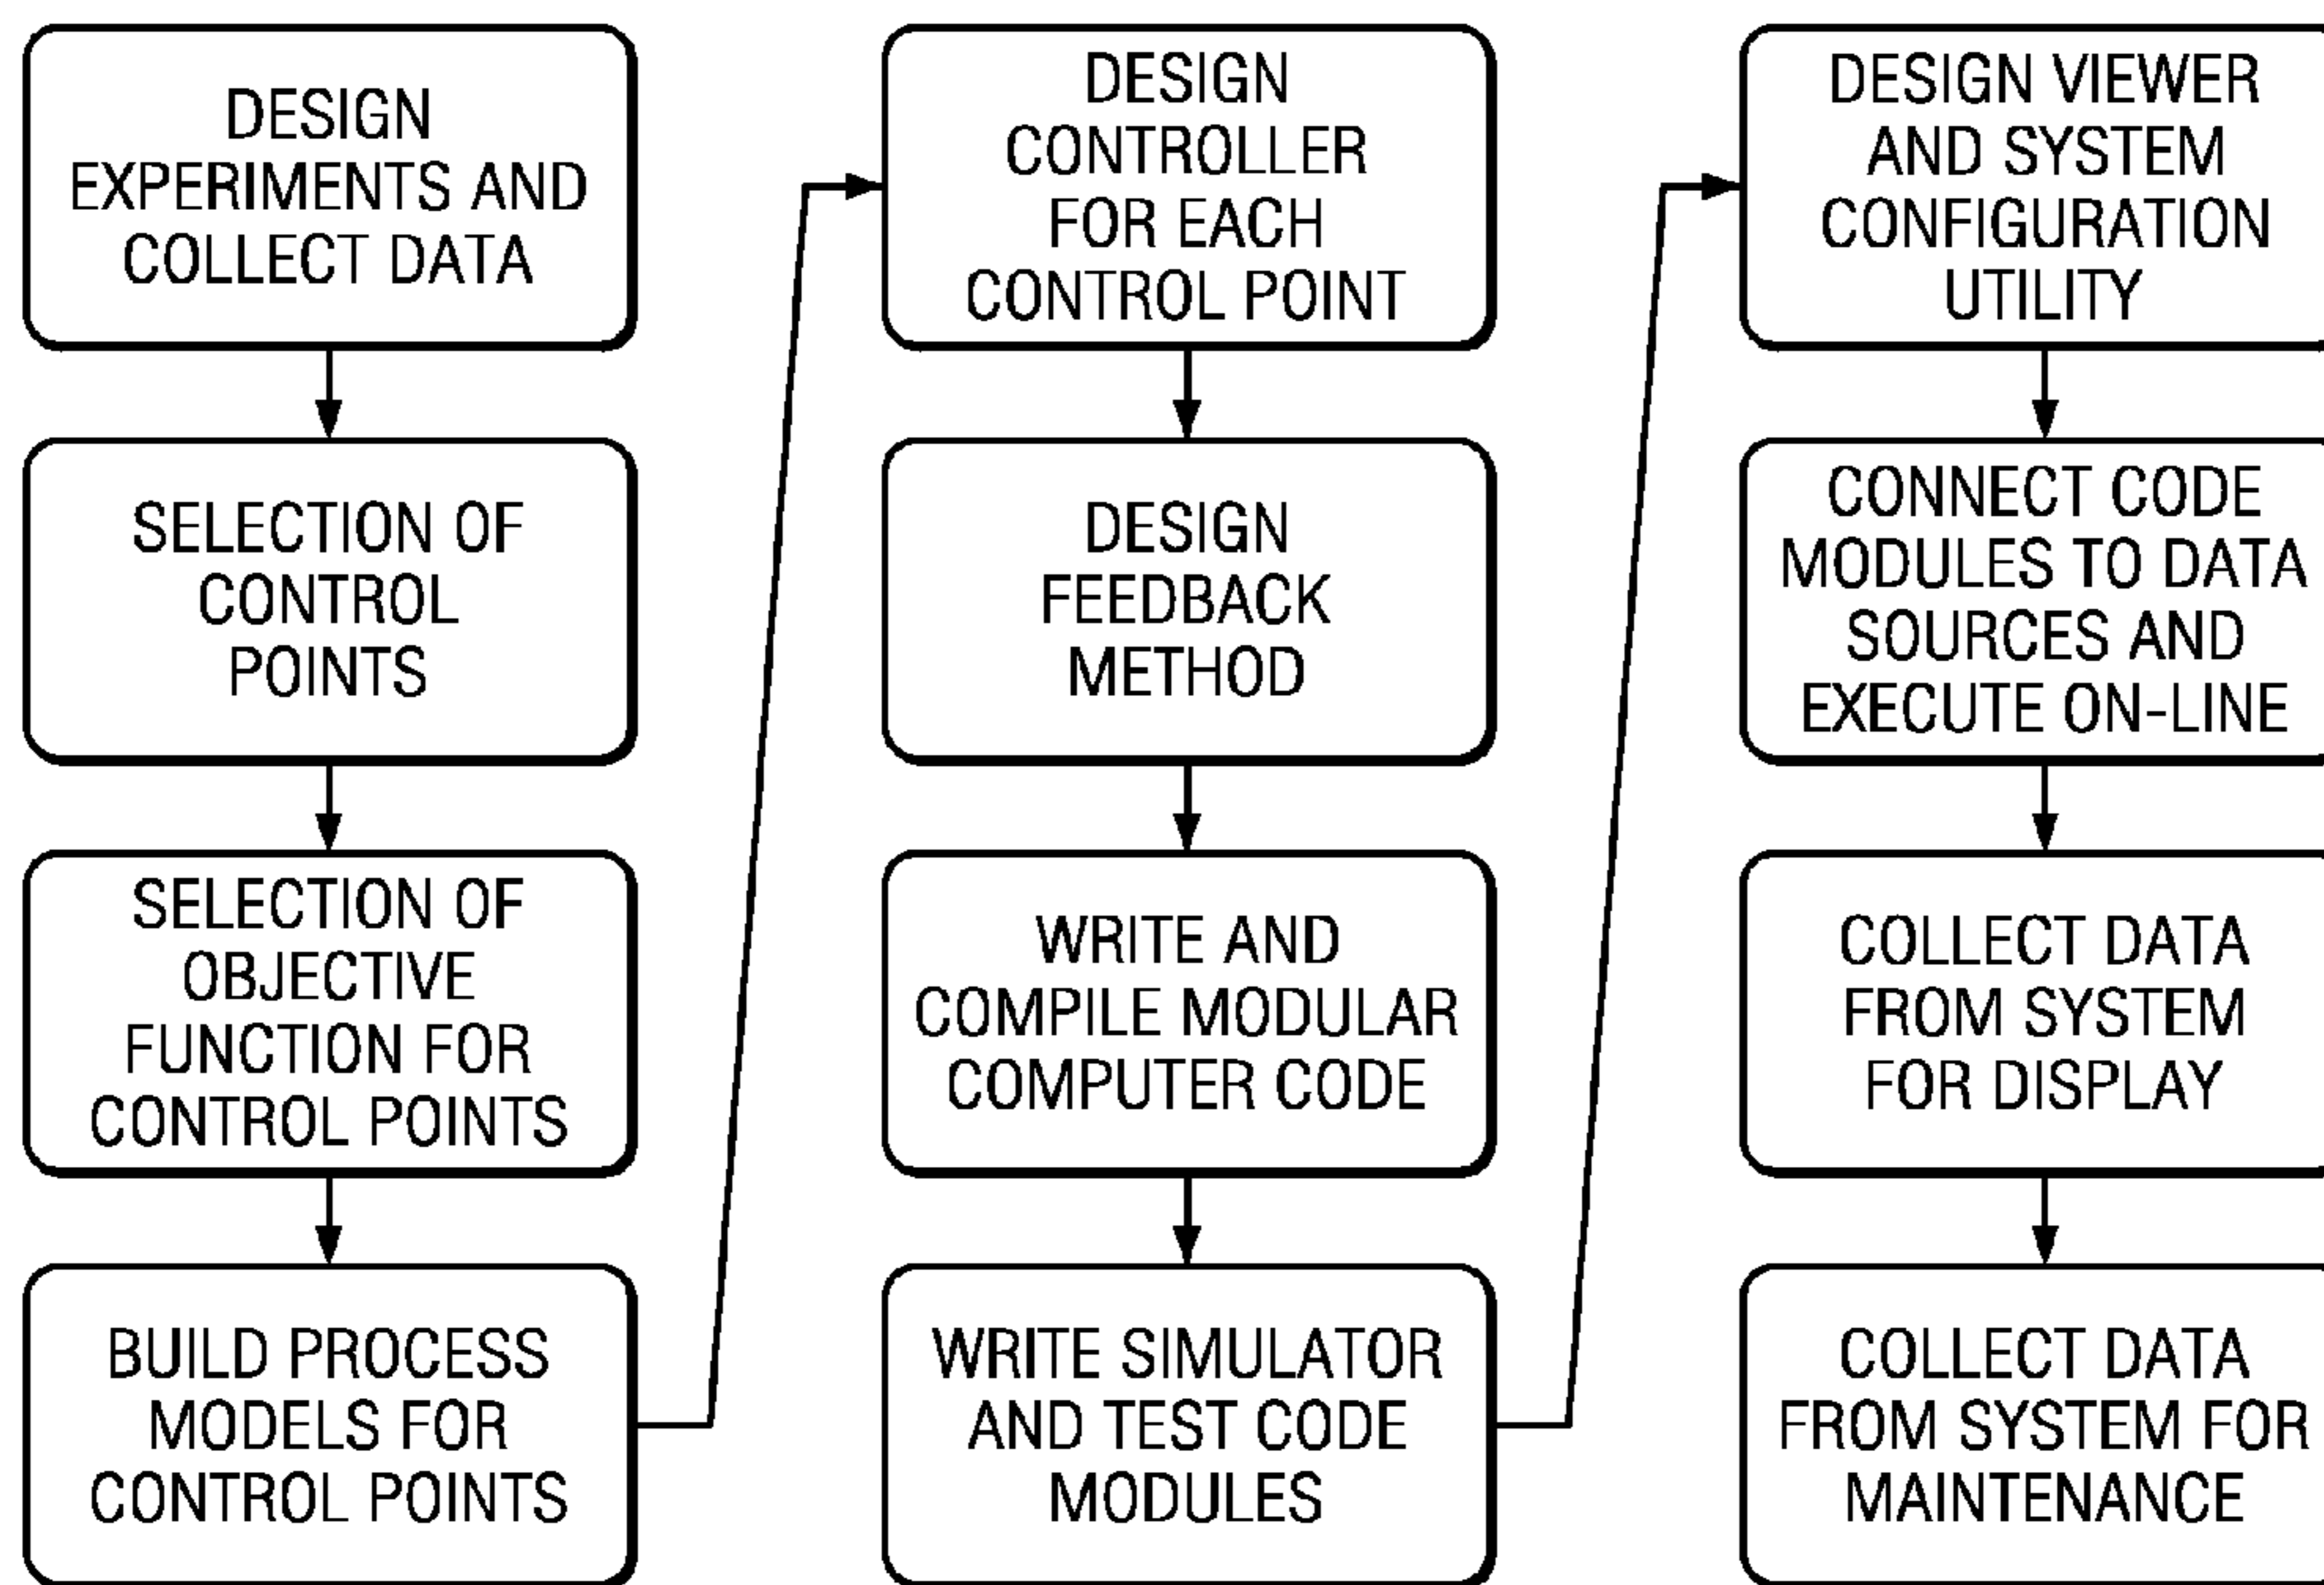 DESIGN
EXPERIMENTS AND
COLLECT DATA
SELECTION OF
CONTROL
POINTS
SELECTION OF
OBJECTIVE
FUNCTION FOR
CONTROL POINTS
BUILD PROCESS
MODELS FOR
CONTROL POINTS
DESIGN
CONTROLLER
FOR EACH
CONTROL POINT
DESIGN
FEEDBACK
METHOD
WRITE AND
COMPILE MODULAR
COMPUTER CODE
WRITE SIMULATOR
AND TEST CODE
MODULES
DESIGN VIEWER
AND SYSTEM
CONFIGURATION
UTILITY
CONNECT CODE
MODULES TO DATA
SOURCES AND
EXECUTE ON-LINE
COLLECT DATA
FROM SYSTEM
FOR DISPLAY
COLLECT DATA
FROM SYSTEM FOR
MAINTENANCE